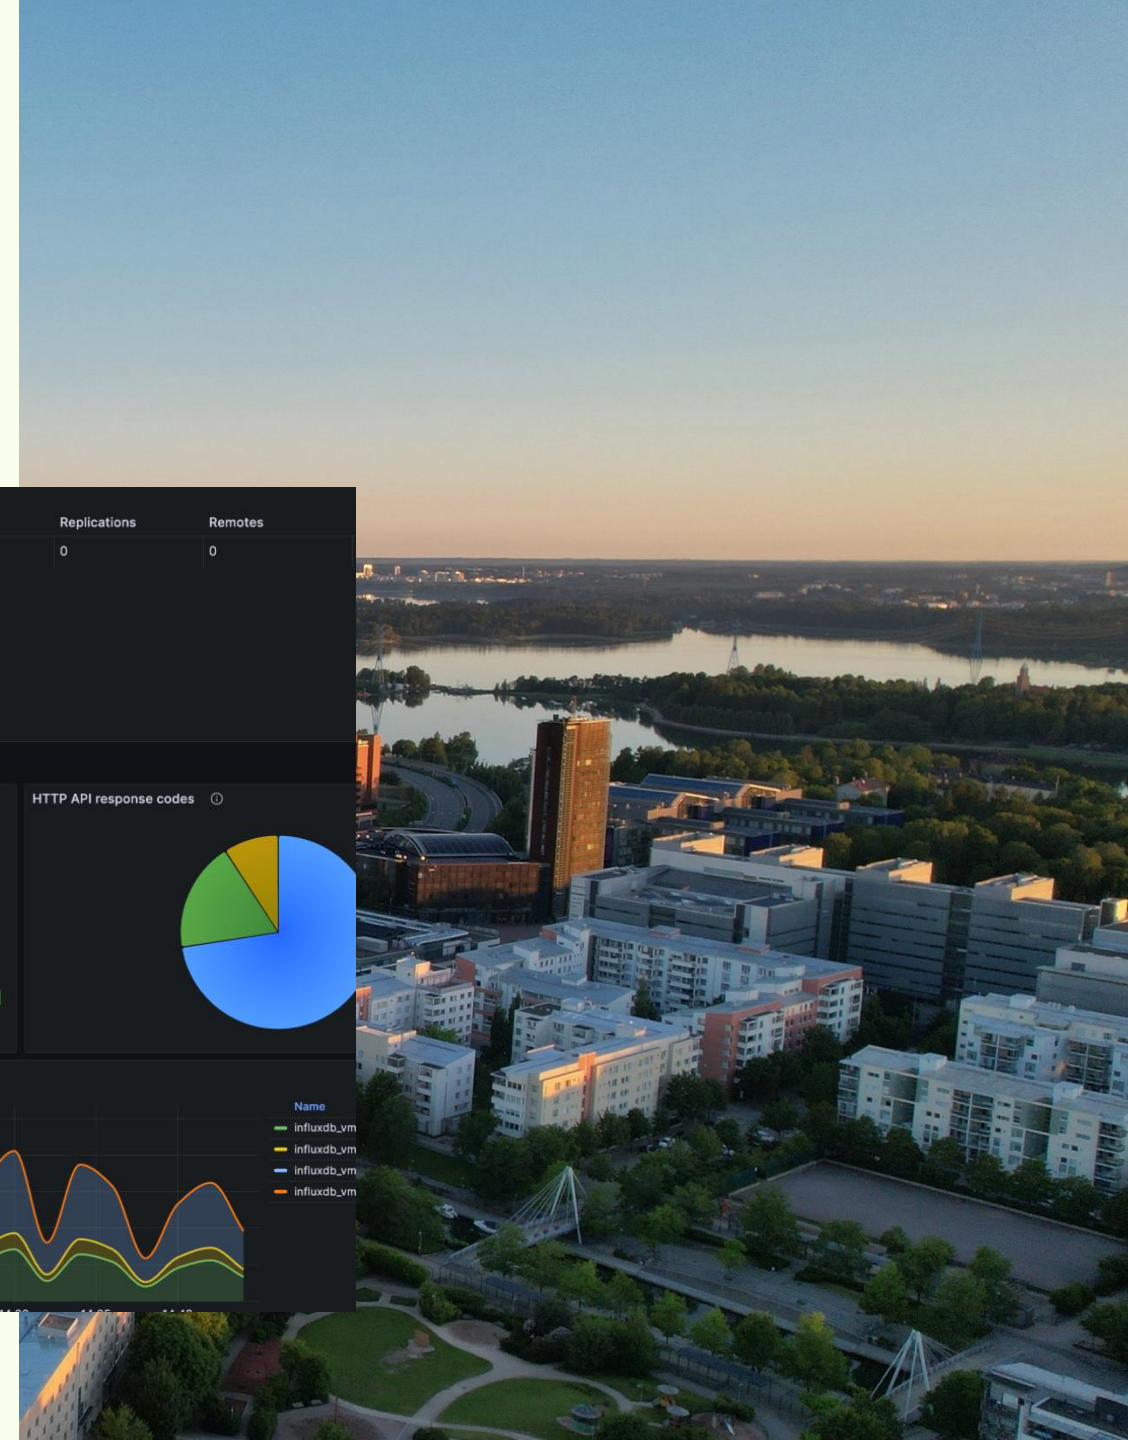 Replications Remotes
0 0
HTTP API response codes
Name
influxdb_vm
influxdb_vm
influxdb_vm
influxdb_vm